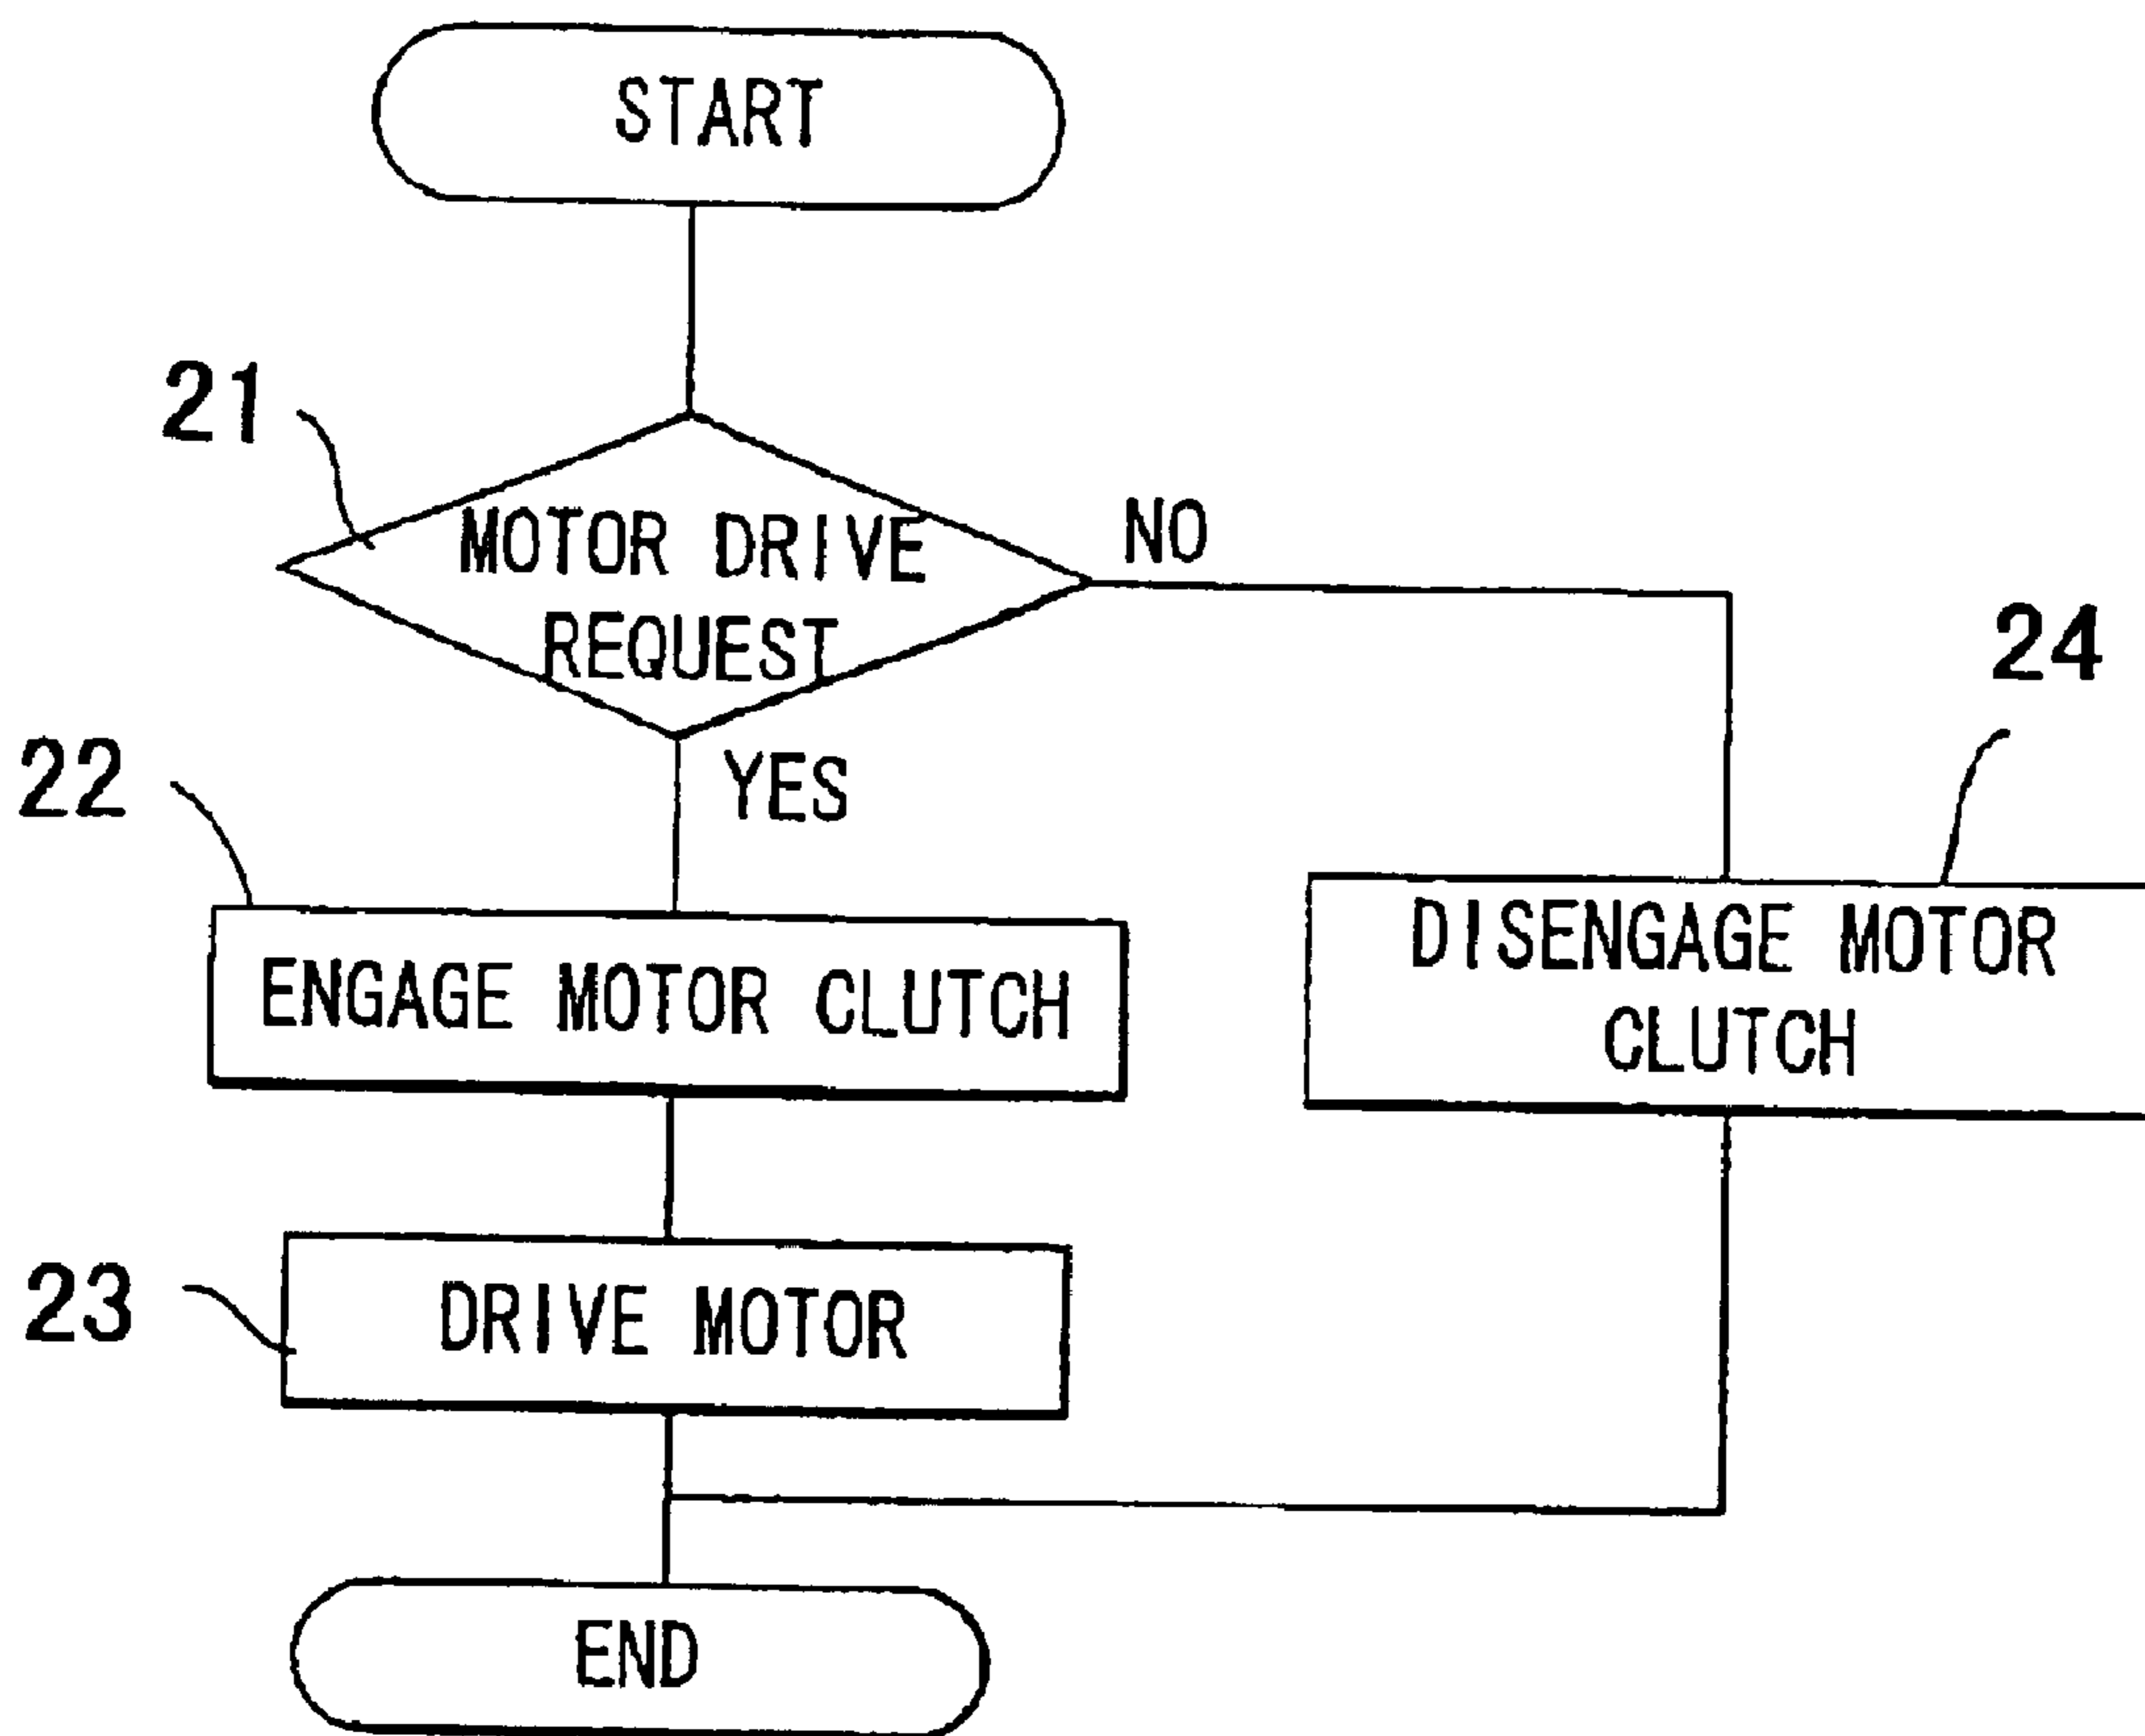 START
21
MOTOR DRIVE
REQUEST
NO
YES
22
ENGAGE MOTOR CLUTCH
24
DISENGAGE MOTOR
CLUTCH
23
DRIVE MOTOR
END